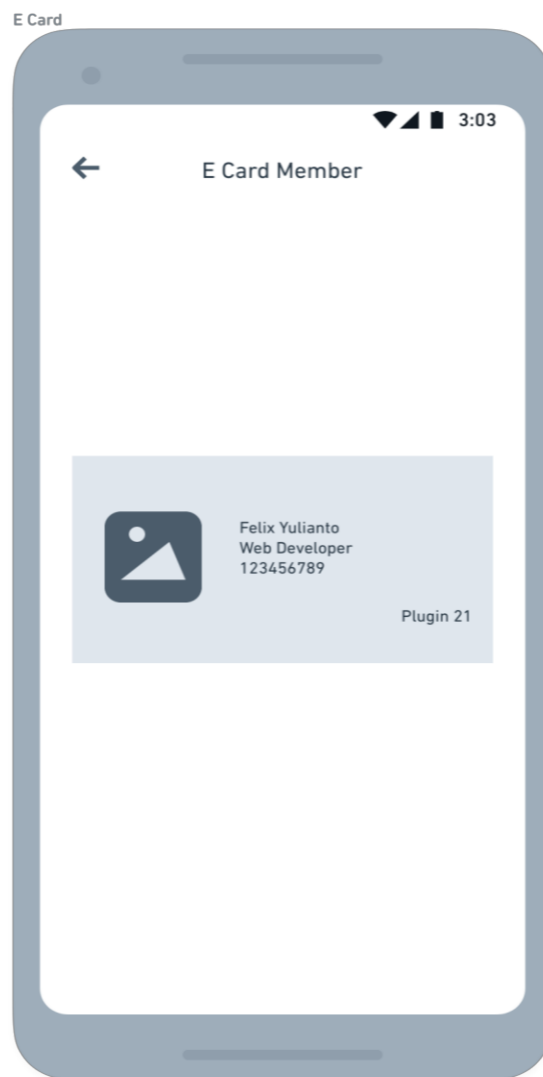 E Card
3:03
E Card Member
Felix Yulianto
Web Developer
123456789
Plugin 21